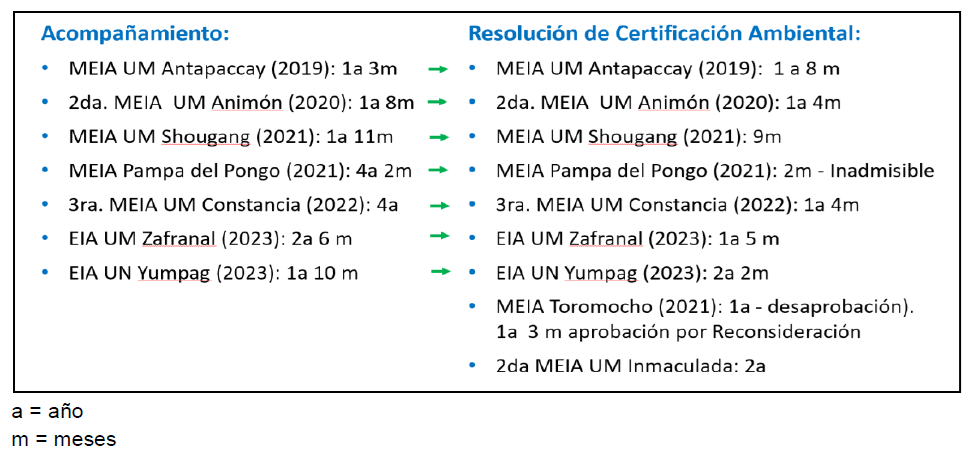 Acompañamiento:
• MEIA UM Antapaccay (2019): 1a 3m
• 2da. MEIA UM Animón (2020): 1a 8m
• MEIA UM Shougang (2021): 1a 11m
• MEIA Pampa del Pongo (2021): 4a 2m
• 3ra. MEIA UM Constancia (2022): 4a
• EIA UM Zafranal (2023): 2a 6 m
• EIA UN Yumpag (2023): 1a 10 m
Resolución de Certificación Ambiental:
• MEIA UM Antapaccay (2019): 1 a 8 m
• 2da. MEIA UM Animón (2020): 1a 4m
• MEIA UM Shougang (2021): 9m
• MEIA Pampa del Pongo (2021): 2m - Inadmisible
• 3ra. MEIA UM Constancia (2022): 1a 4m
• EIA UM Zafranal (2023): 1a 5 m
• EIA UN Yumpag (2023): 2a 2m
• MEIA Toromocho (2021): 1a - desaprobación).
1a 3 m aprobación por Reconsideración
• 2da MEIA UM Inmaculada: 2a
a = año
m = meses